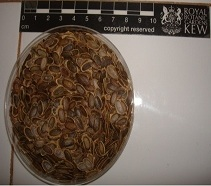 0 1 2 3 4 5 6 7 8 9 10
cm
copyright reserved
ROYAL
BOTANIC
GARDENS
KEW